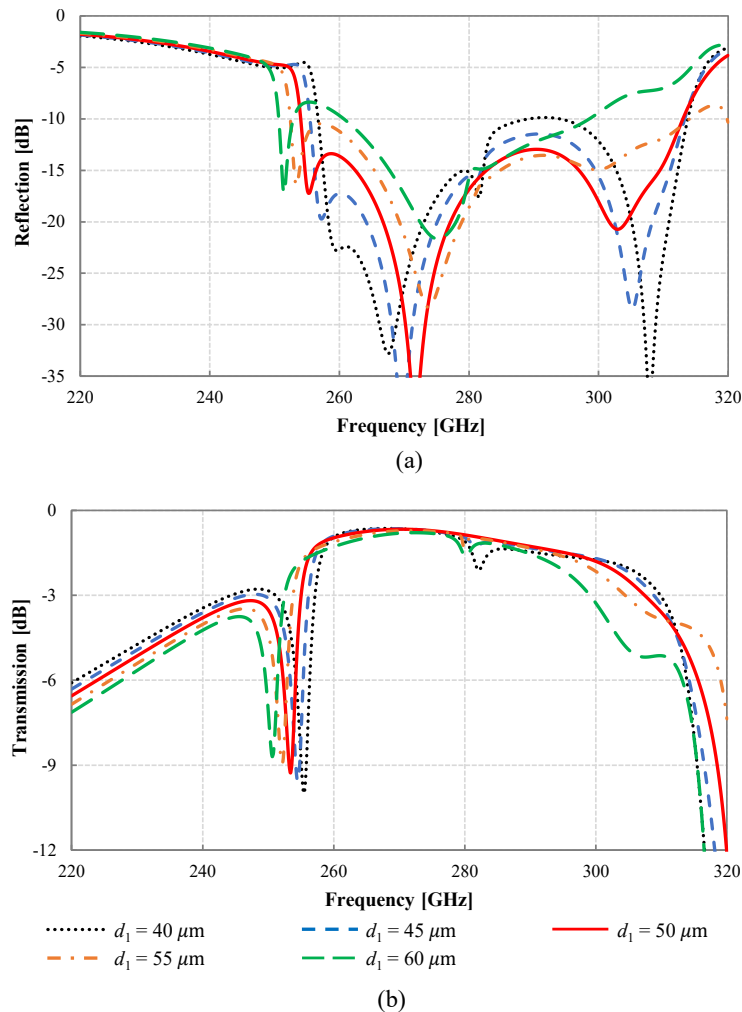 0
-5
-10
-15
-20
-25
-30
-35
Reflection [dB]
220 240 260 280 300 320
Frequency [GHz]
(a)
0
-3
-6
-9
-12
Transmission [dB]
220 240 260 280 300 320
Frequency [GHz]
d₁ = 40 μm d₁ = 45 μm d₁ = 50 μm
d₁ = 55 μm d₁ = 60 μm
(b)